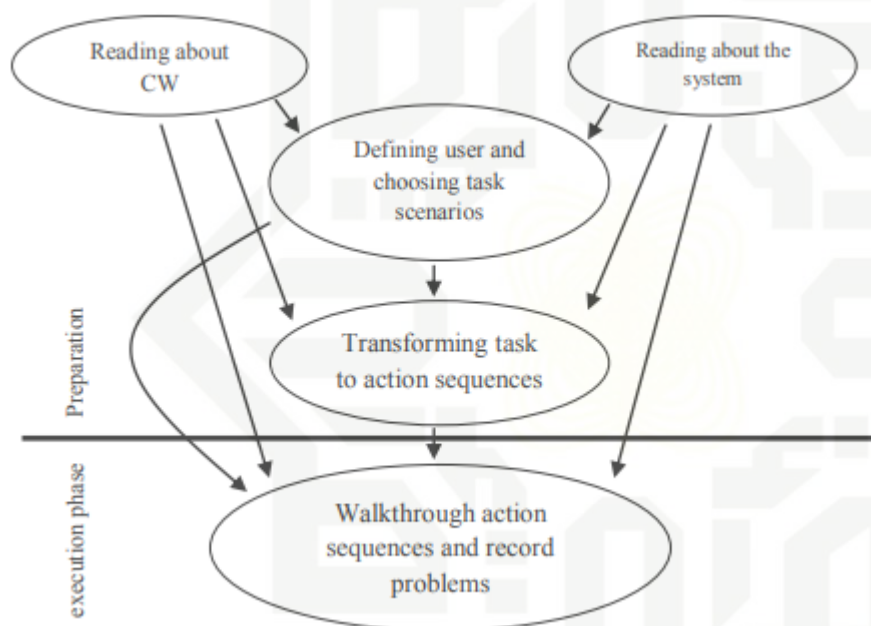 Reading about
CW
Reading about the
system
Defining user and
choosing task
scenarios
Transforming task
to action sequences
Preparation
Walkthrough action
sequences and record
problems
execution phase